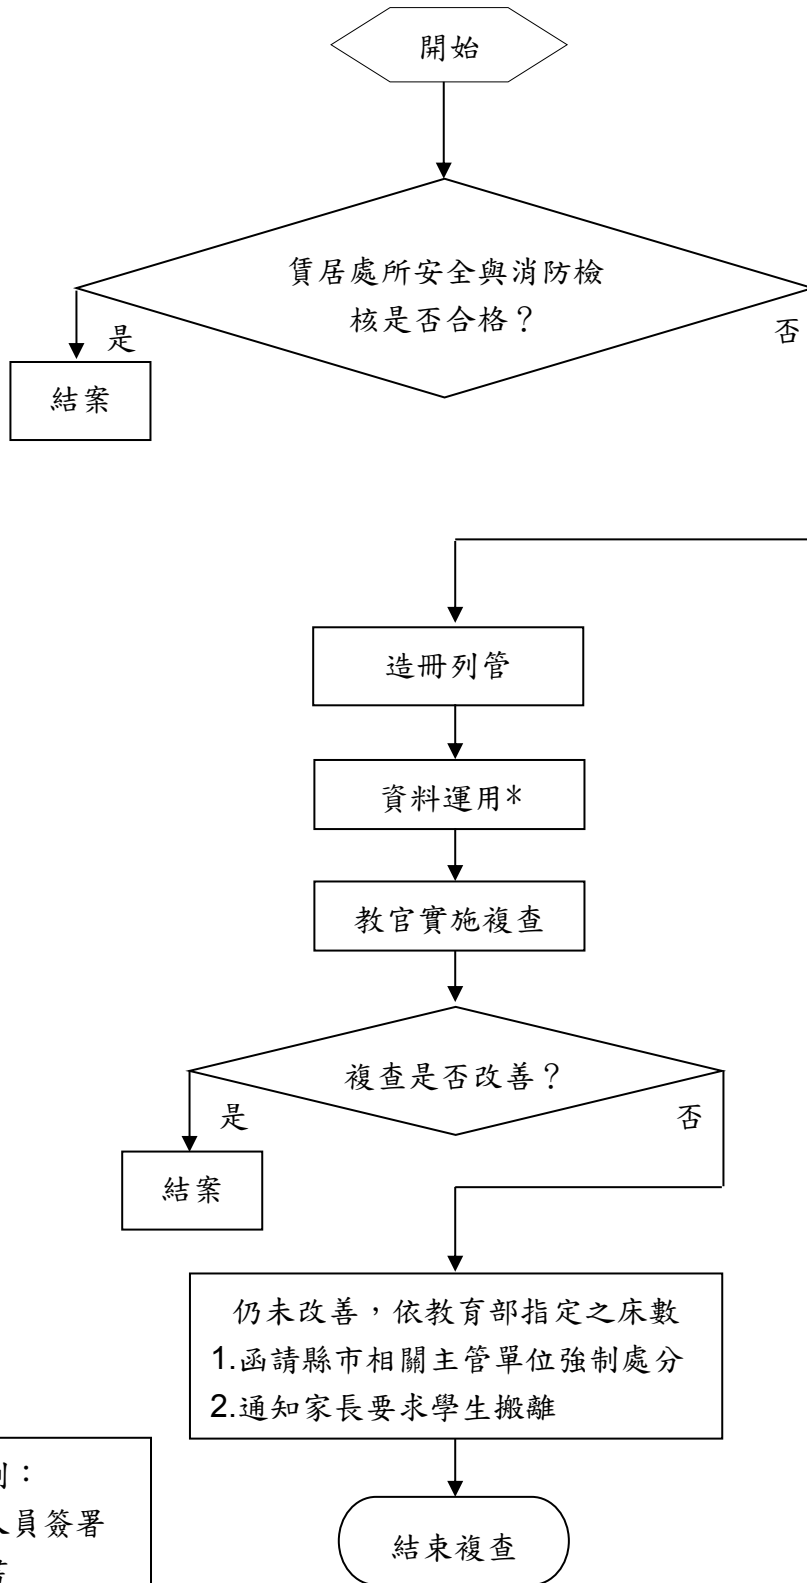 開始
賃居處所安全與消防檢
核是否合格？
是
否
結案
造冊列管
資料運用*
教官實施複查
複查是否改善？
是
否
結案
仍未改善，依教育部指定之床數
1.函請縣市相關主管單位強制處分
2.通知家長要求學生搬離
：
人員簽署
結束複查